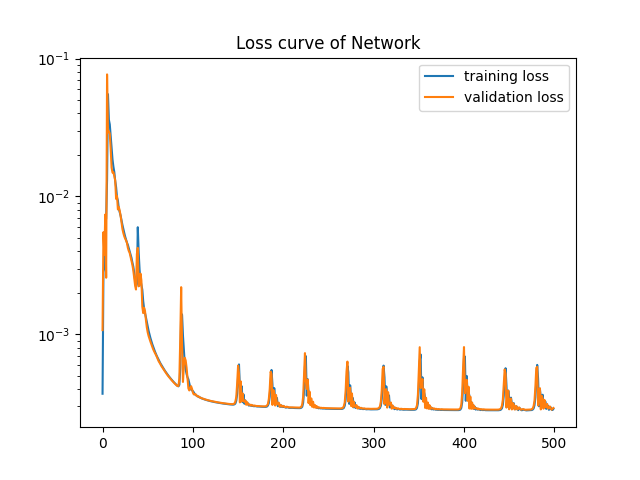 Loss curve of Network
training loss
validation loss
10⁻¹
10⁻²
10⁻³
0 100 200 300 400 500